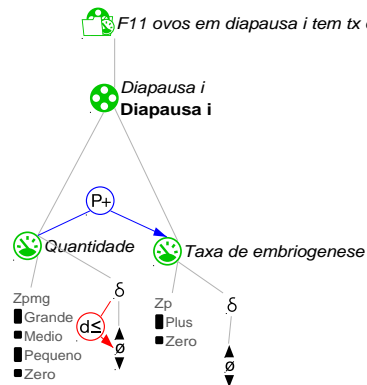 F11 ovos em diapausa i tem tx
Diapausa i
Diapausa i
P+
Quantidade
Taxa de embriogenese
Zpmg
Grande
Medio
Pequeno
Zero
δ
d≤
ø
Zp
Plus
Zero
δ
ø